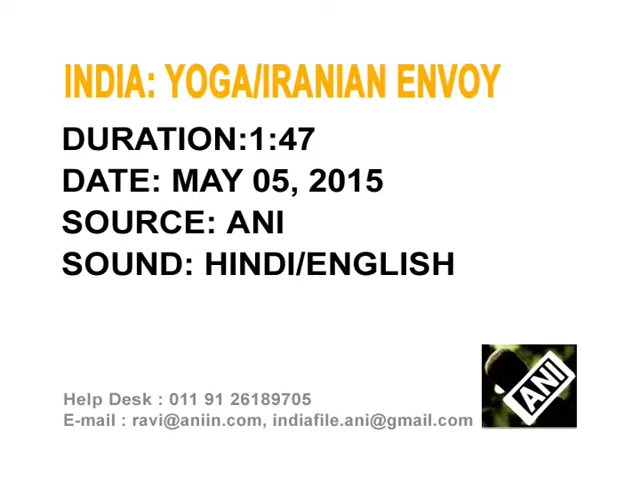 INDIA: YOGA/IRANIAN ENVOY
DURATION:1:47
DATE: MAY 05, 2015
SOURCE: ANI
SOUND: HINDI/ENGLISH
Help Desk : 011 91 26189705
E-mail : ravi@aniin.com, indiafile.ani@gmail.com
ANI